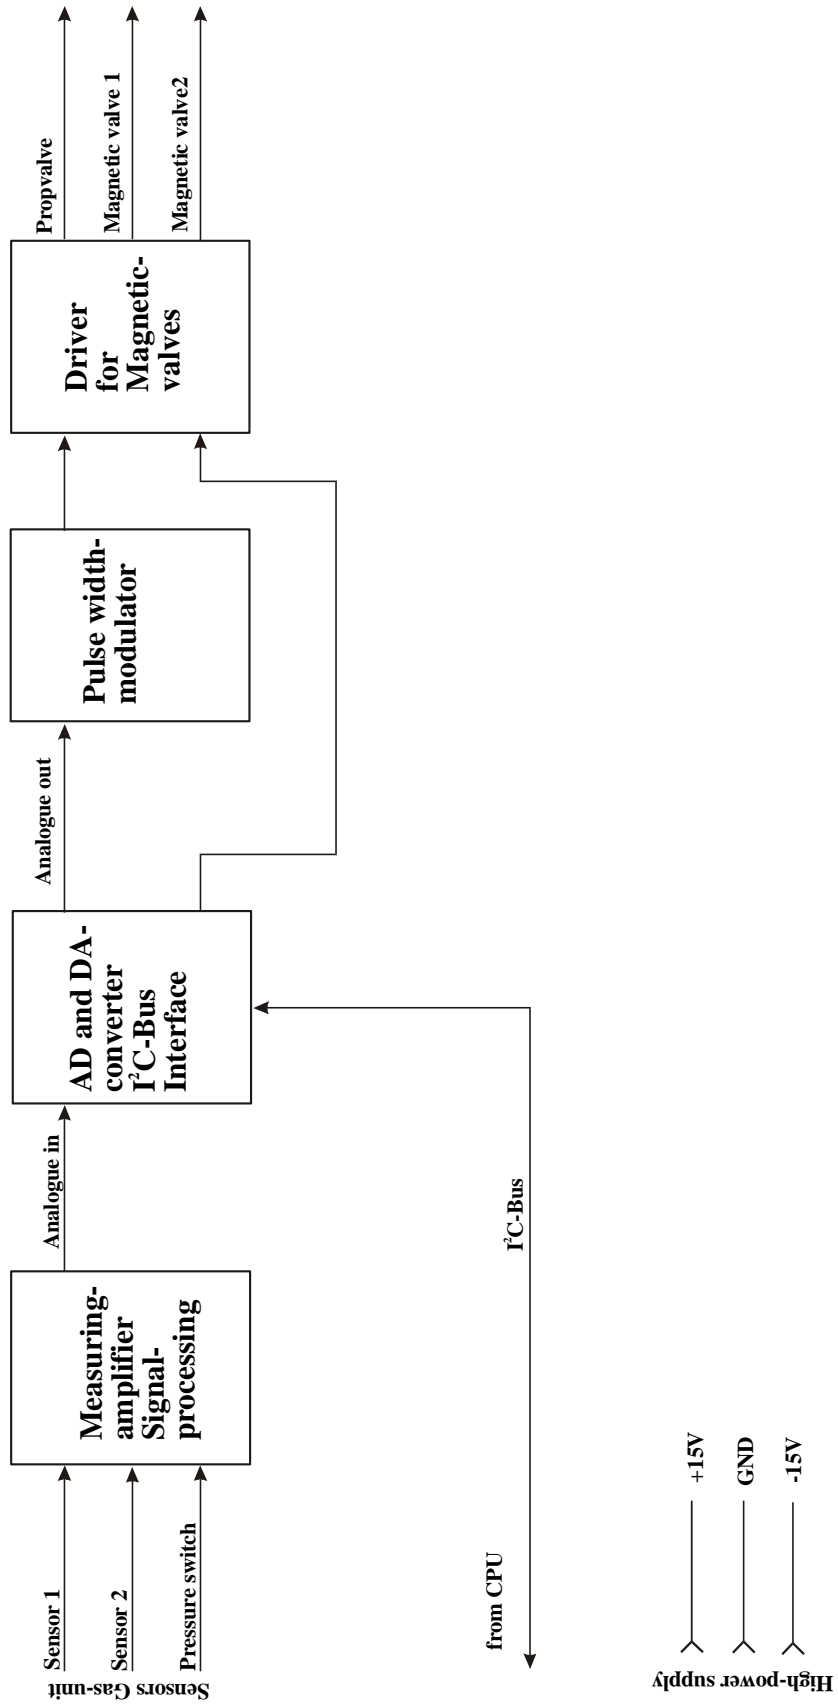 Sensors Gas-unit
Sensor 1
Sensor 2
Pressure switch
Measuring-
amplifier
Signal-
processing
Analogue in
AD and DA-
converter
I²C-Bus
Interface
Analogue out
Pulse width-
modulator
Driver
for
Magnetic-
valves
Propvalve
Magnetic valve 1
Magnetic valve2
from CPU
I²C-Bus
High-power supply
+15V
GND
-15V